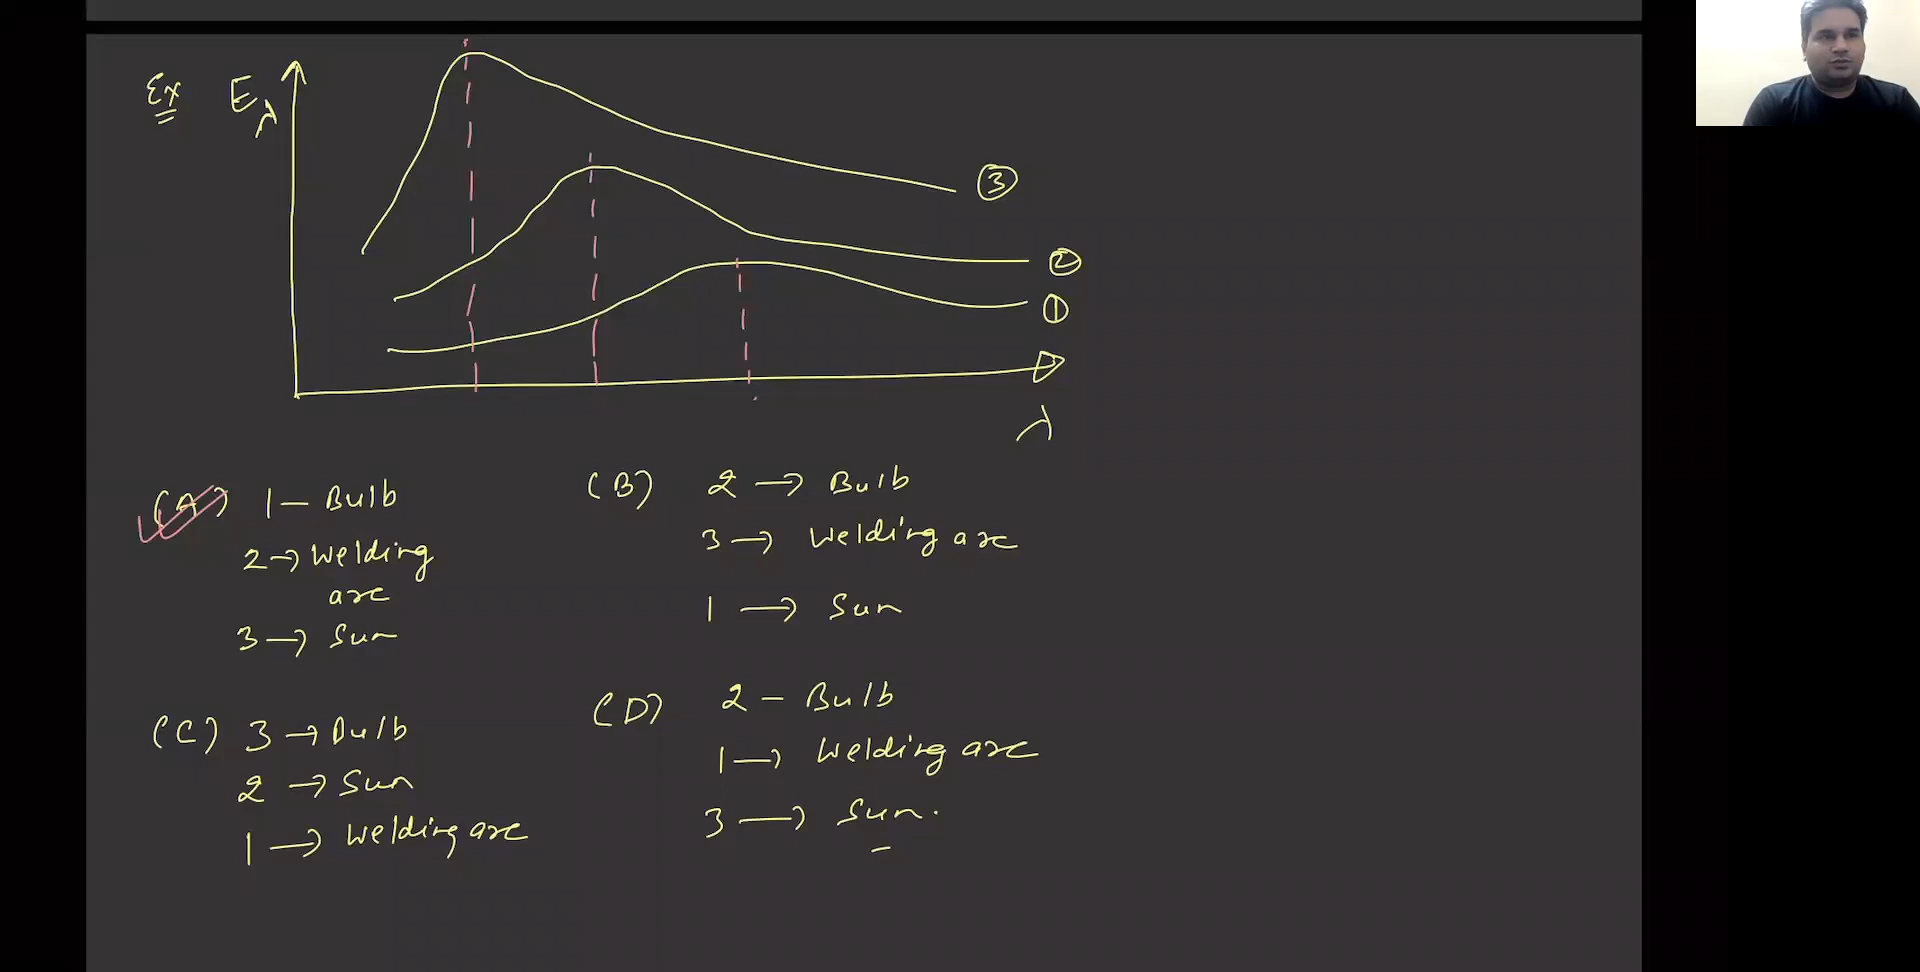 Ex
Eλ
③
②
①
λ
(A) 1 — Bulb
2 → Welding
arc
3 → Sun
(B) 2 → Bulb
3 → Welding arc
1 → Sun
(C) 3 → Bulb
2 → Sun
1 → Welding arc
(D) 2 – Bulb
1 → Welding arc
3 → Sun.